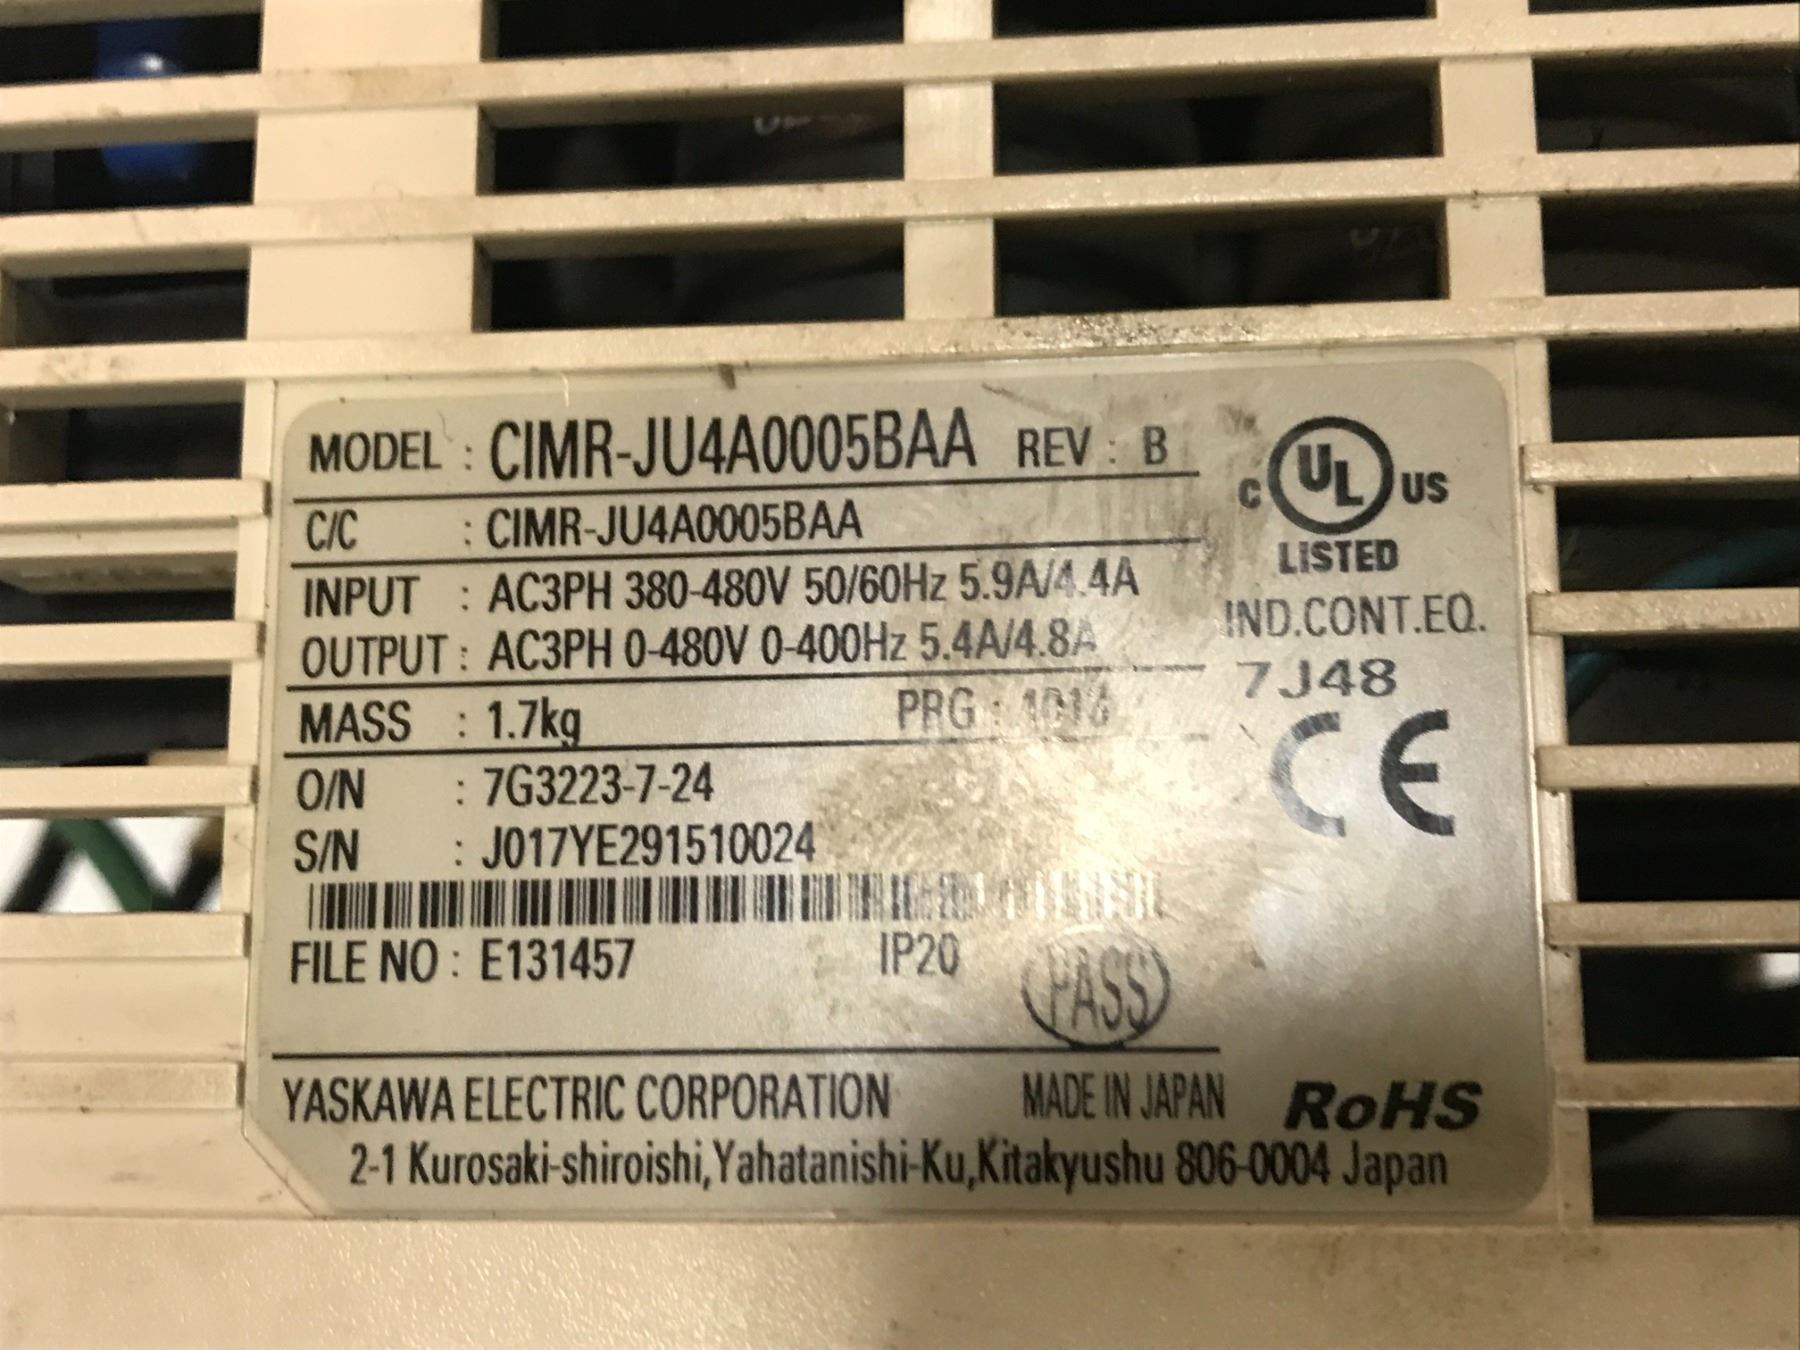 MODEL : CIMR-JU4A0005BAA REV : B
C/C : CIMR-JU4A0005BAA
INPUT : AC3PH 380-480V 50/60Hz 5.9A/4.4A
OUTPUT : AC3PH 0-480V 0-400Hz 5.4A/4.8A
MASS : 1.7kg PRG :
O/N : 7G3223-7-24
S/N : J017YE291510024
FILE NO : E131457 IP20
PASS
C UL US
LISTED
IND.CONT.EQ.
7J48
CE
YASKAWA ELECTRIC CORPORATION MADE IN JAPAN RoHS
2-1 Kurosaki-shiroishi,Yahatanishi-Ku,Kitakyushu 806-0004 Japan